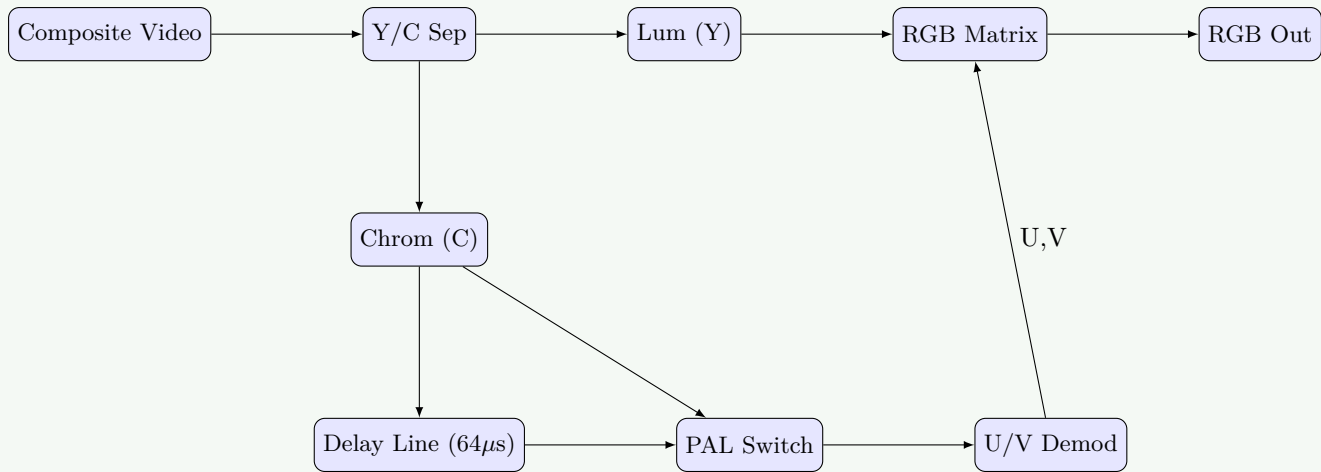 Composite Video
Y/C Sep
Lum (Y)
RGB Matrix
RGB Out
Chrom (C)
U,V
Delay Line (64μs)
PAL Switch
U/V Demod